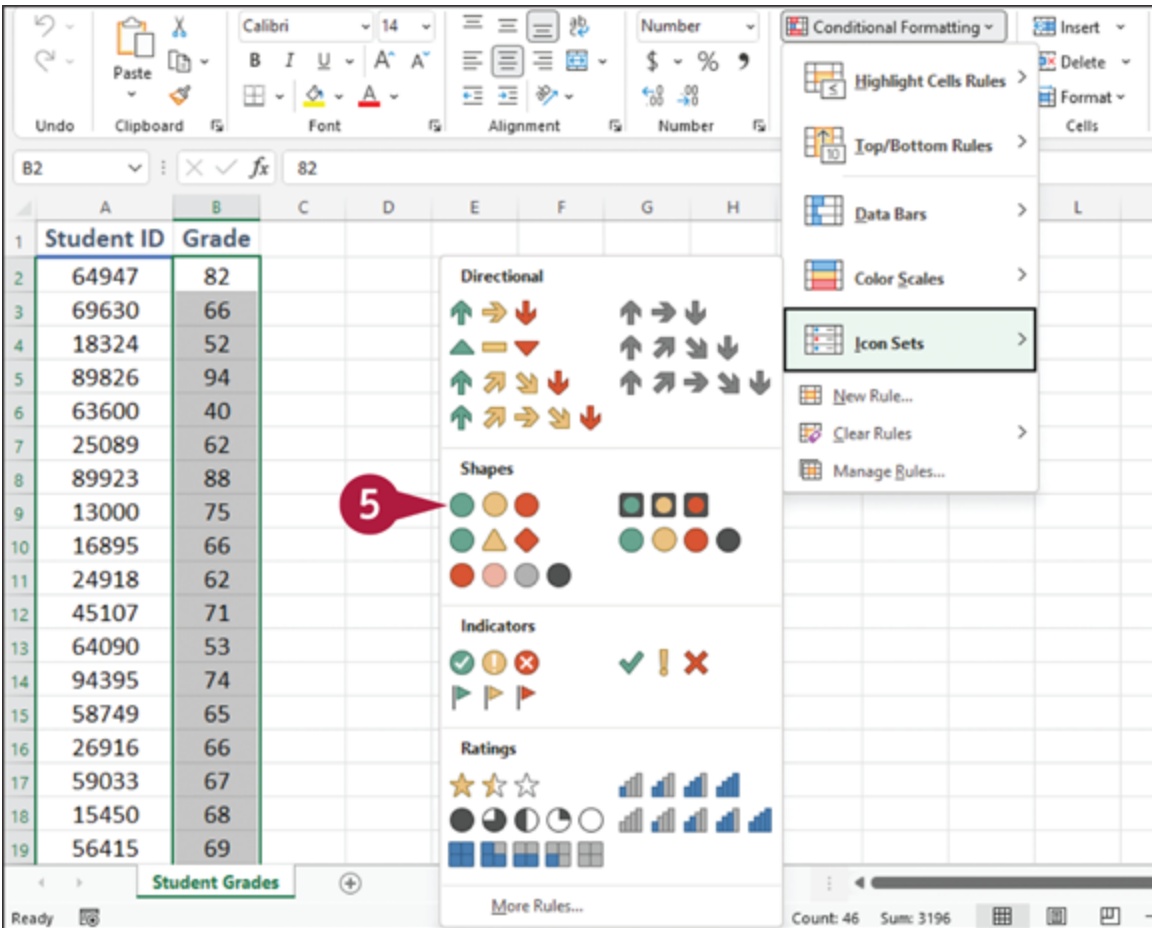 Calibri 14 Number Conditional Formatting Insert
Paste B I U A A $ % 9 Delete
A .00 Format
Undo Clipboard Font Alignment Number Cells
B2 fx 82
A B C D E F G H L
1 Student ID Grade
2 64947 82
3 69630 66
4 18324 52
5 89826 94
6 63600 40
7 25089 62
8 89923 88
9 13000 75
10 16895 66
11 24918 62
12 45107 71
13 64090 53
14 94395 74
15 58749 65
16 26916 66
17 59033 67
18 15450 68
19 56415 69
Highlight Cells Rules
Top/Bottom Rules
10
Data Bars
Color Scales
Icon Sets
New Rule...
Clear Rules
Manage Rules...
Directional
Shapes
5
Indicators
Ratings
More Rules...
Student Grades
Ready Count: 46 Sum: 3196